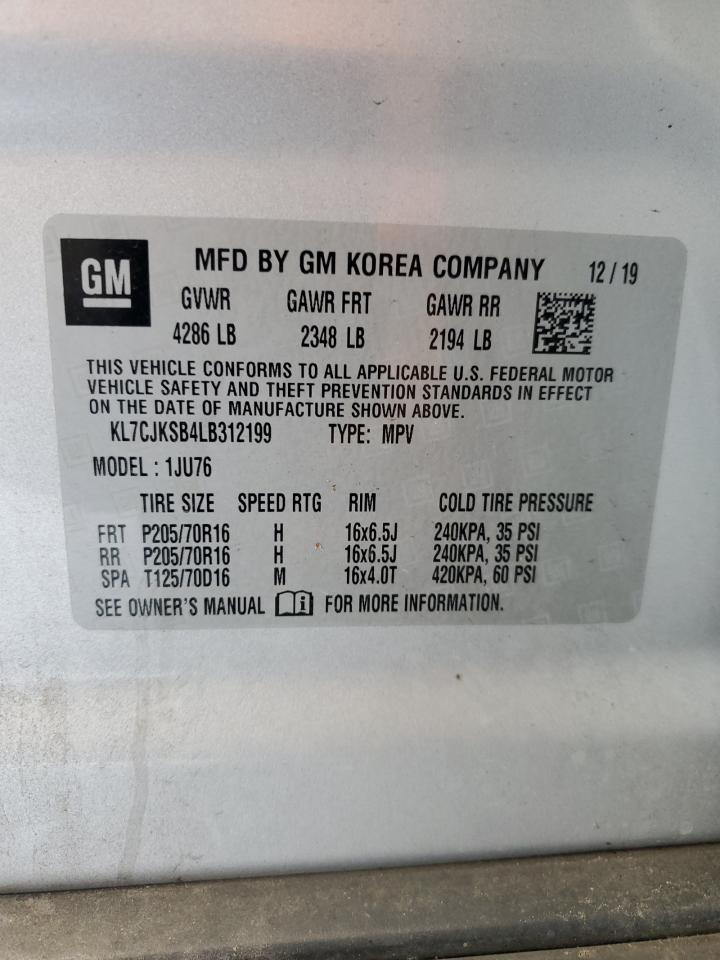 GM
MFD BY GM KOREA COMPANY 12/19
GVWR GAWR FRT GAWR RR
4286 LB 2348 LB 2194 LB
THIS VEHICLE CONFORMS TO ALL APPLICABLE U.S. FEDERAL MOTOR
VEHICLE SAFETY AND THEFT PREVENTION STANDARDS IN EFFECT
ON THE DATE OF MANUFACTURE SHOWN ABOVE.
KL7CJKSB4LB312199 TYPE: MPV
MODEL : 1JU76
TIRE SIZE SPEED RTG RIM COLD TIRE PRESSURE
FRT P205/70R16 H 16x6.5J 240KPA, 35 PSI
RR P205/70R16 H 16x6.5J 240KPA, 35 PSI
SPA T125/70D16 M 16x4.0T 420KPA, 60 PSI
SEE OWNER'S MANUAL i FOR MORE INFORMATION.